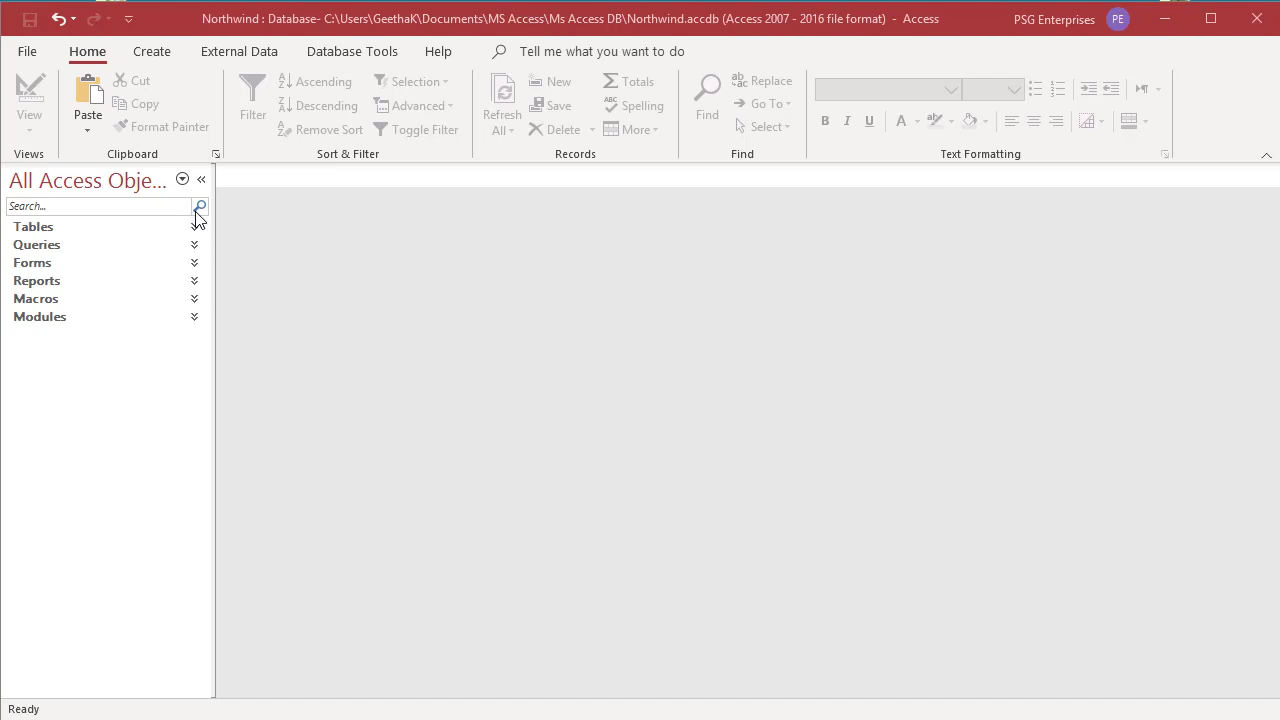 Northwind : Database- C:\Users\GeethaK\Documents\MS Access\Ms Access DB\Northwind.accdb (Access 2007 - 2016 file format) - Access
PSG Enterprises PE
File Home Create External Data Database Tools Help Tell me what you want to do
View
Views
Paste
Cut
Copy
Format Painter
Clipboard
Filter
Ascending
Descending
Remove Sort
Selection
Advanced
Toggle Filter
Sort & Filter
Refresh
All
New
Save
Delete
Totals
Spelling
More
Records
Find
Replace
Go To
Select
Find
B I U A
Text Formatting
All Access Obje...
Search...
Tables
Queries
Forms
Reports
Macros
Modules
Ready